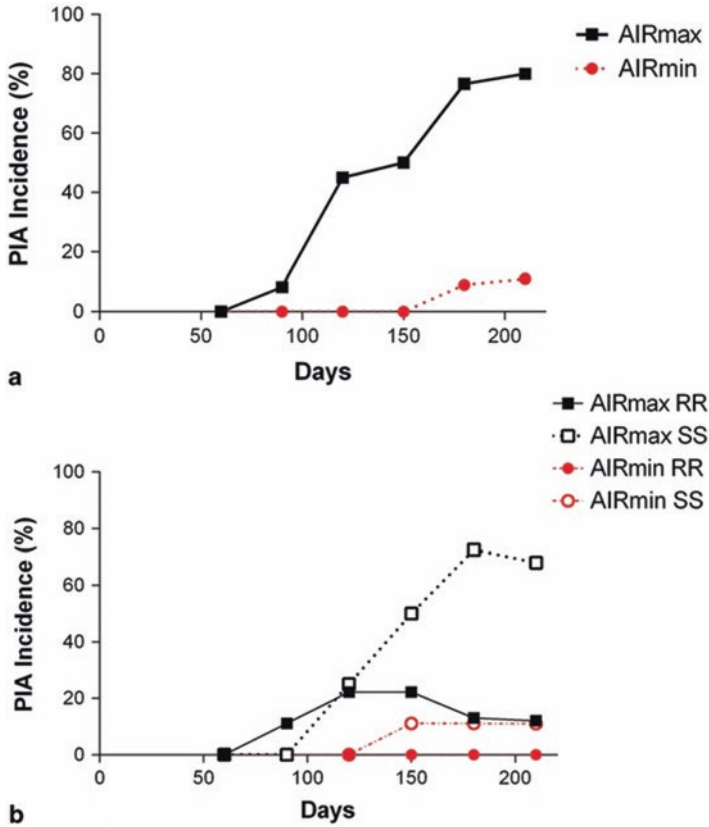 100
80
60
40
20
0
PIA Incidence (%)
0 50 100 150 200
Days
AIRmax
AIRmin
a
AIRmax RR
AIRmax SS
AIRmin RR
AIRmin SS
100
80
60
40
20
0
PIA Incidence (%)
0 50 100 150 200
Days
b